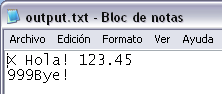 output.txt - Bloc de notas
Archivo Edición Formato Ver Ayuda
X Hola! 123.45
999Bye!